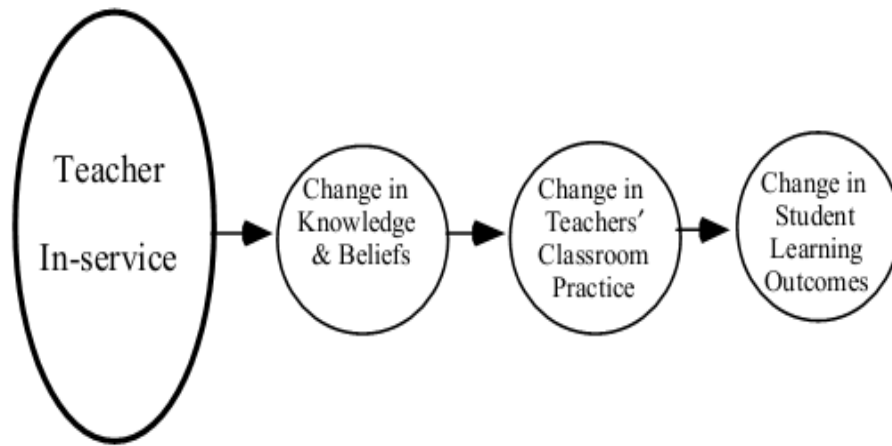 Teacher
In-service
Change in
Knowledge
& Beliefs
Change in
Teachers′
Classroom
Practice
Change in
Student
Learning
Outcomes